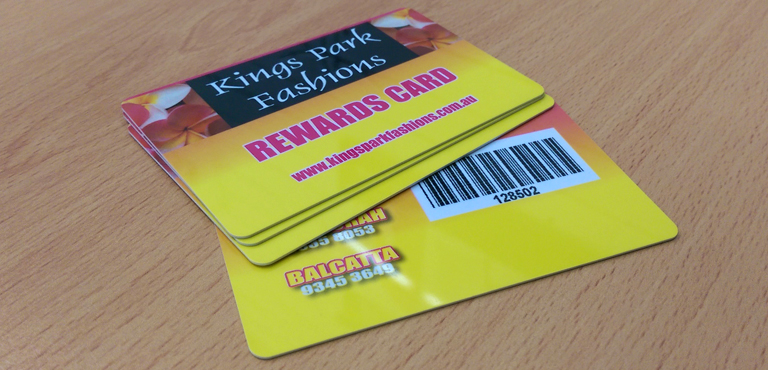 Kings Park
Fashions
REWARDS CARD
www.kingsparkfashions.com.au
128502
BALCATTA
9345 3649